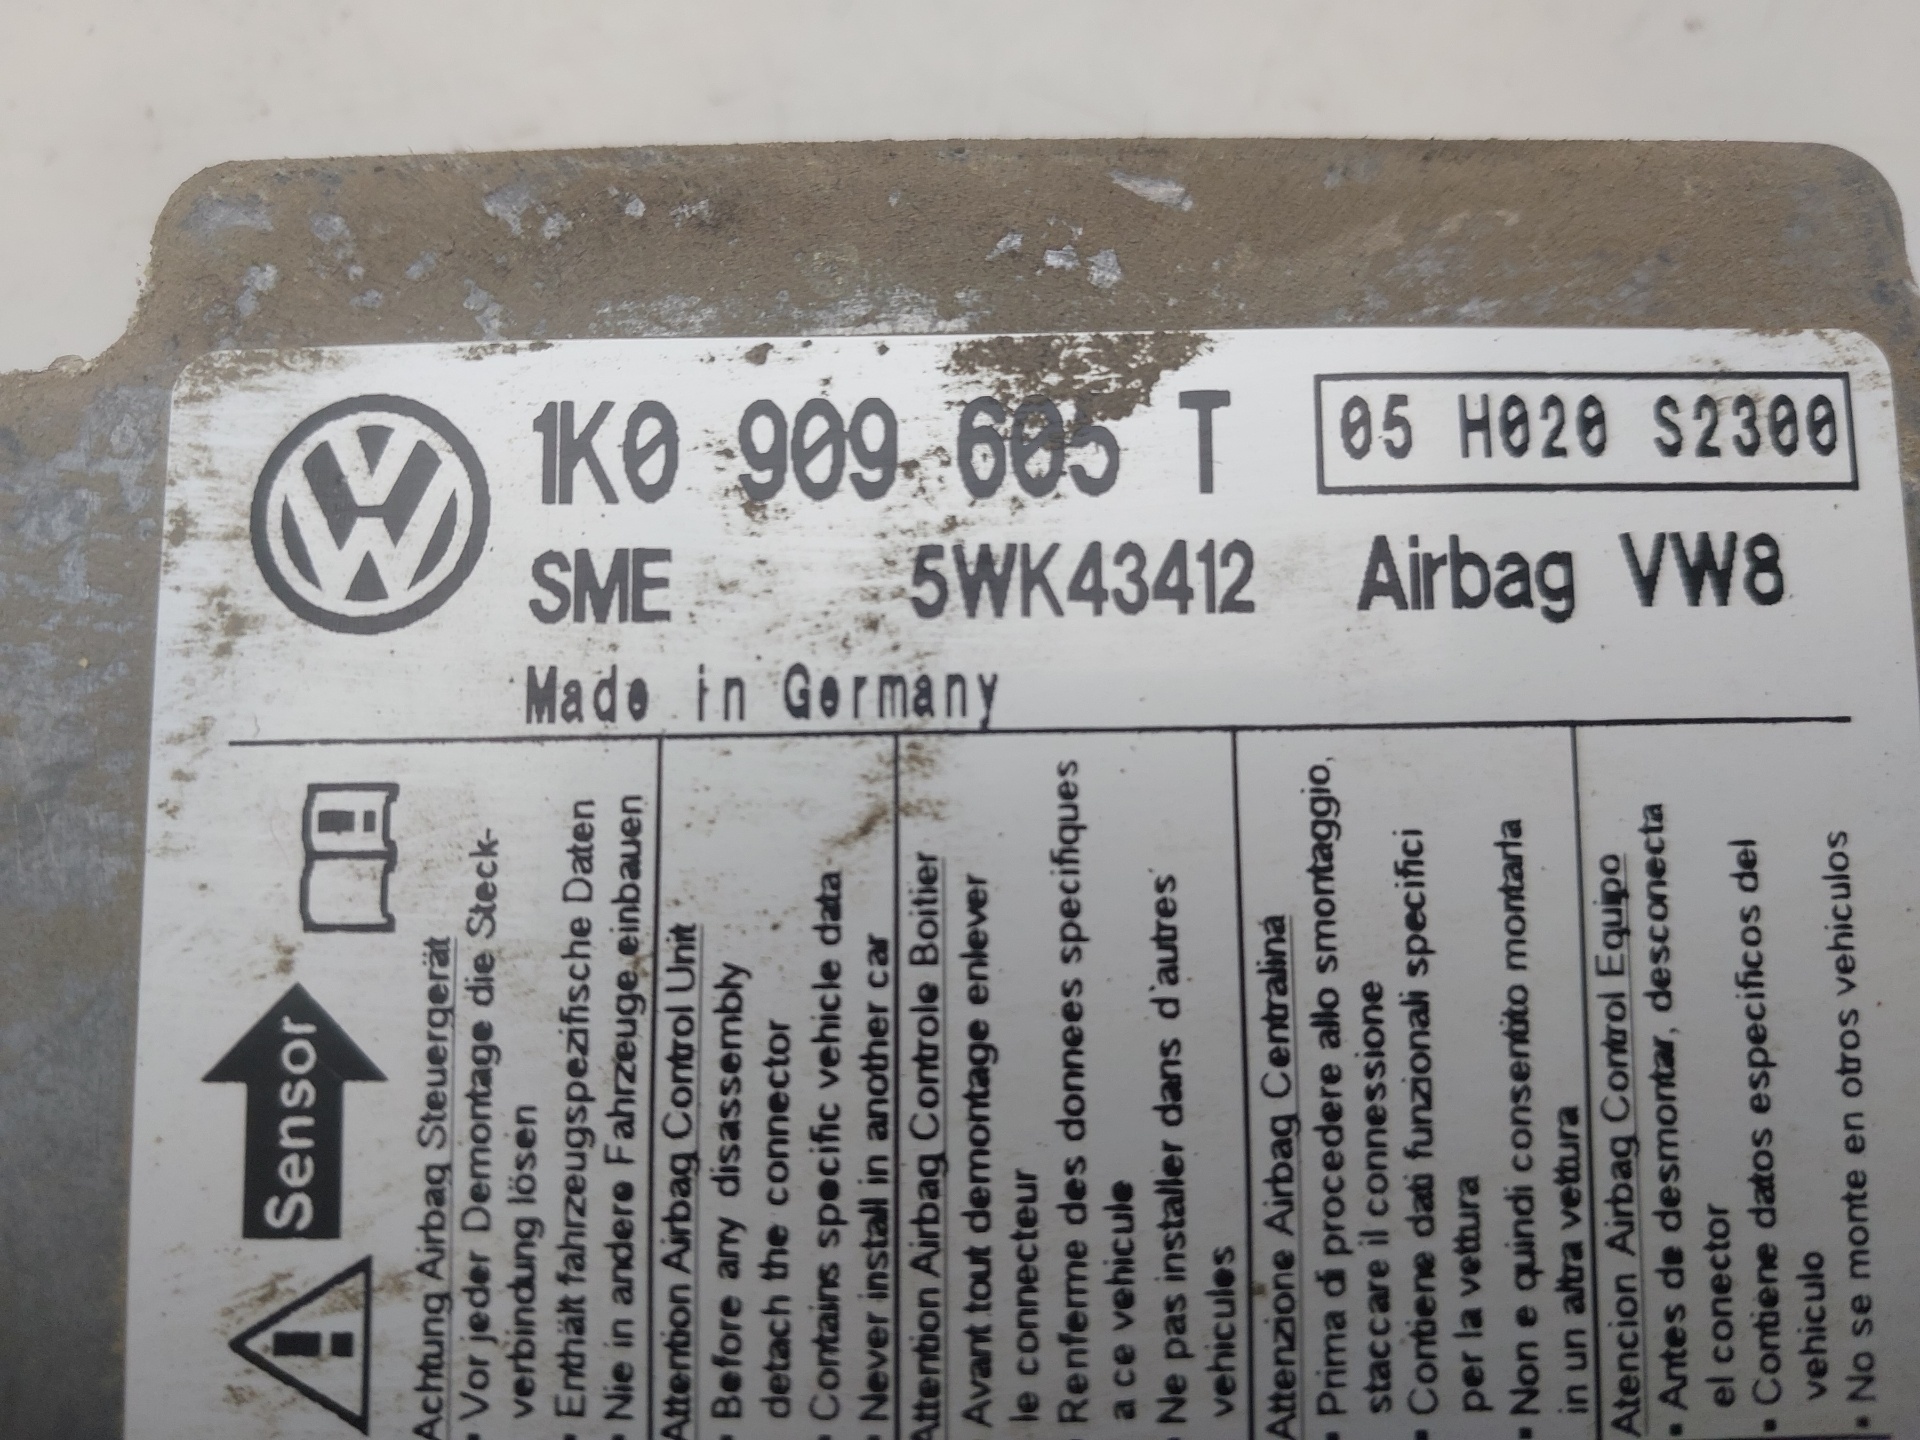 1K0 909 605 T
05 H020 S2300
SME 5WK43412 Airbag VW8
Made in Germany
Sensor
Achtung Airbag Steuergerät
• Vor jeder Demontage die Steck-
verbindung lösen
• Enthält fahrzeugspezifische Daten
• Nie in andere Fahrzeuge einbauen
Attention Airbag Control Unit
• Before any disassembly
detach the connector
• Contains specific vehicle data
• Never install in another car
Attention Airbag Controle Boitier
Avant tout demontage enlever
le connecteur
• Renferme des donnees specifiques
a ce vehicule
• Ne pas installer dans d'autres
vehicules
Attenzione Airbag Centralina
• Prima di procedere allo smontaggio,
staccare il connessione
• Contiene dati funzionali specifici
per la vettura
• Non e quindi consentito montarla
in un altra vettura
Atencion Airbag Control Equipo
• Antes de desmontar, desconecta
el conector
• Contiene datos especificos del
vehiculo
• No se monte en otros vehiculos